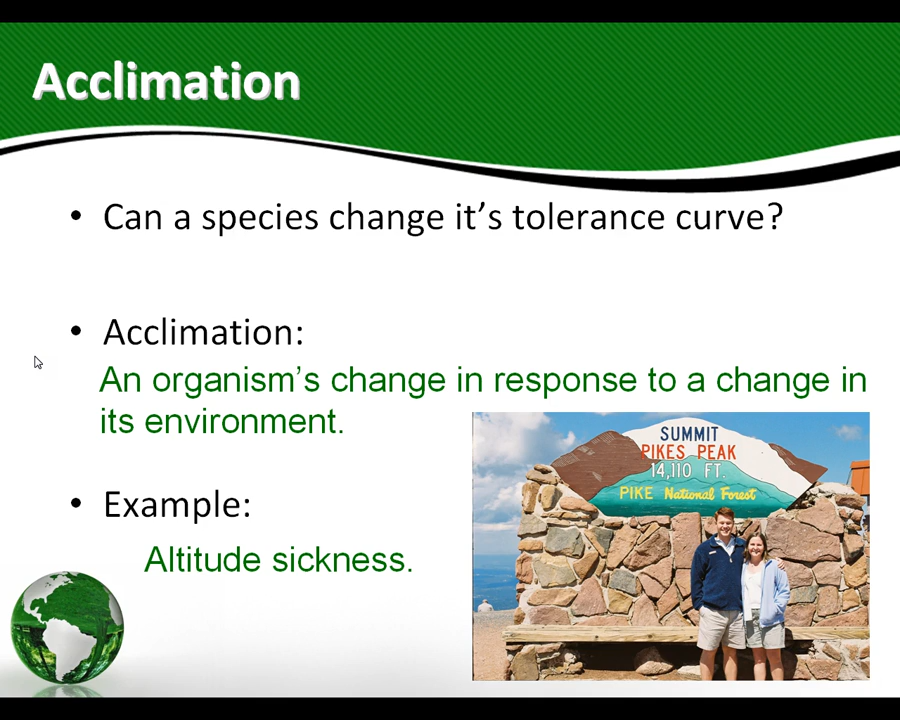 Acclimation
• Can a species change it’s tolerance curve?
• Acclimation:
An organism’s change in response to a change in
its environment.
SUMMIT
PIKES PEAK
14,110 FT.
PIKE National Forest
• Example:
Altitude sickness.